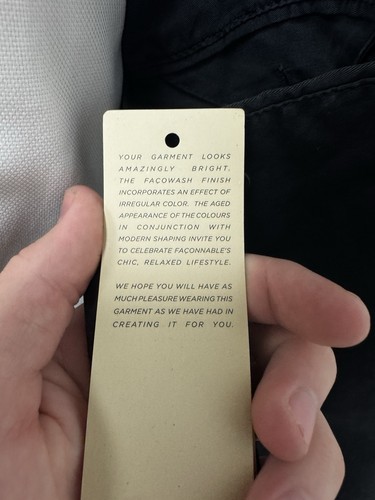 YOUR GARMENT LOOKS
AMAZINGLY BRIGHT.
THE FAÇOWASH FINISH
INCORPORATES AN EFFECT OF
IRREGULAR COLOR. THE AGED
APPEARANCE OF THE COLOURS
IN CONJUNCTION WITH
MODERN SHAPING INVITE YOU
TO CELEBRATE FAÇONNABLE'S
CHIC, RELAXED LIFESTYLE.
WE HOPE YOU WILL HAVE AS
MUCH PLEASURE WEARING THIS
GARMENT AS WE HAVE HAD IN
CREATING IT FOR YOU.